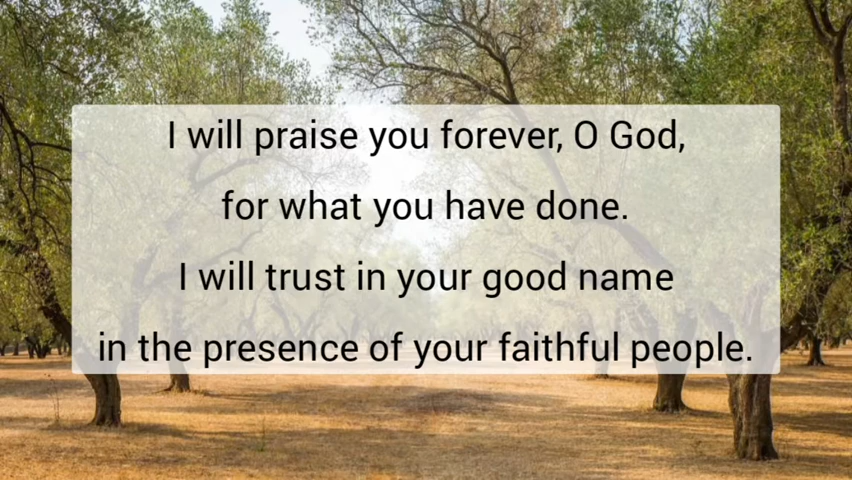 I will praise you forever, O God,
for what you have done.
I will trust in your good name
in the presence of your faithful people.